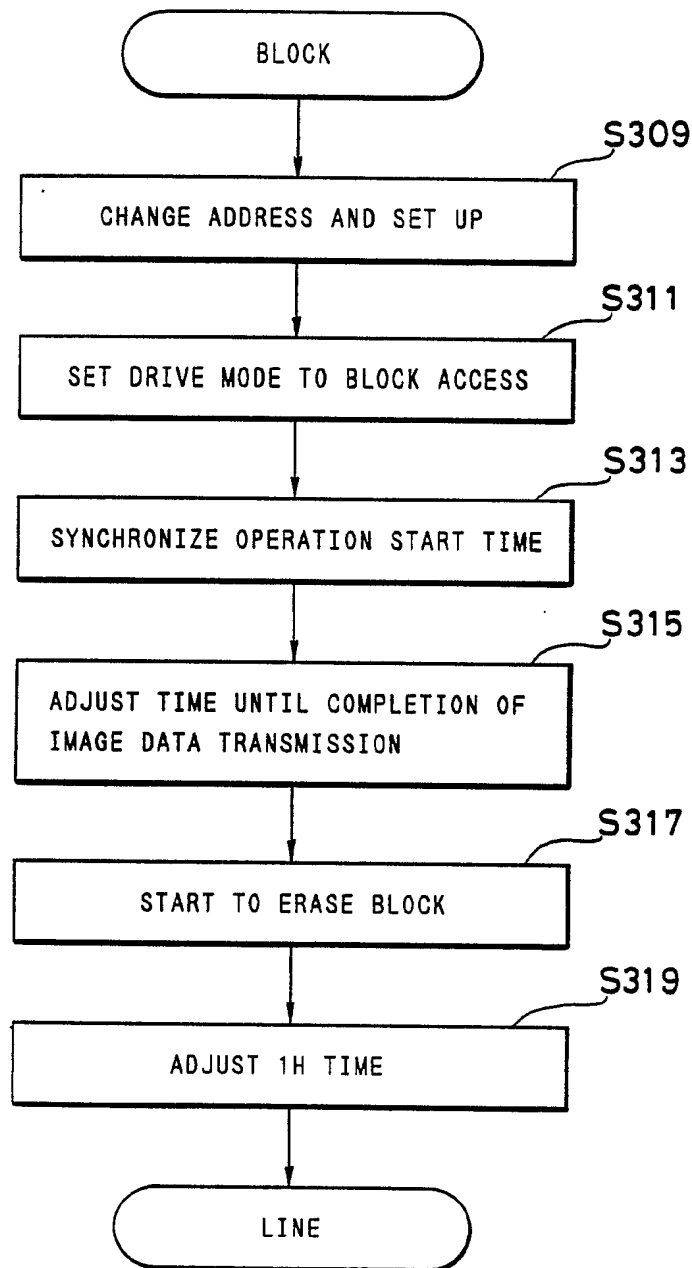 BLOCK
S309
CHANGE ADDRESS AND SET UP
S311
SET DRIVE MODE TO BLOCK ACCESS
S313
SYNCHRONIZE OPERATION START TIME
S315
ADJUST TIME UNTIL COMPLETION OF
IMAGE DATA TRANSMISSION
S317
START TO ERASE BLOCK
S319
ADJUST 1H TIME
LINE